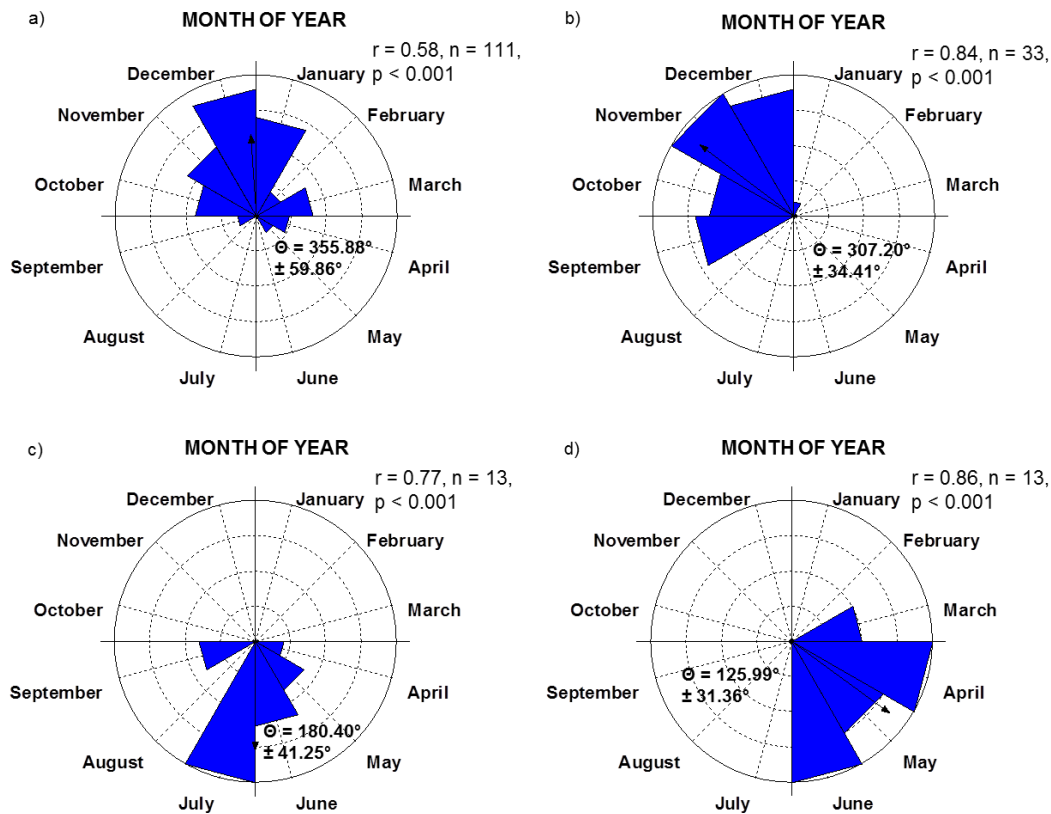 a)
MONTH OF YEAR
r = 0.58, n = 111,
p < 0.001
December
January
November
February
October
March
September
April
August
May
July
June
Θ = 355.88°
± 59.86°
b)
MONTH OF YEAR
r = 0.84, n = 33,
p < 0.001
December
January
November
February
October
March
September
April
August
May
July
June
Θ = 307.20°
± 34.41°
c)
MONTH OF YEAR
r = 0.77, n = 13,
p < 0.001
December
January
November
February
October
March
September
April
August
May
July
June
Θ = 180.40°
± 41.25°
d)
MONTH OF YEAR
r = 0.86, n = 13,
p < 0.001
December
January
November
February
October
March
September
April
August
May
July
June
Θ = 125.99°
± 31.36°